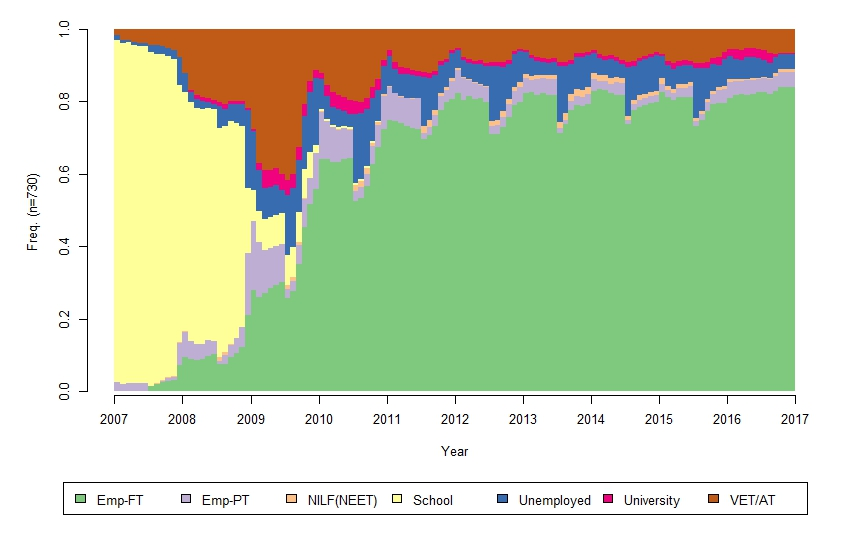 1.0
0.8
0.6
0.4
0.2
0.0
Freq. (n=730)
2007 2008 2009 2010 2011 2012 2013 2014 2015 2016 2017
Year
Emp-FT Emp-PT NILF(NEET) School Unemployed University VET/AT